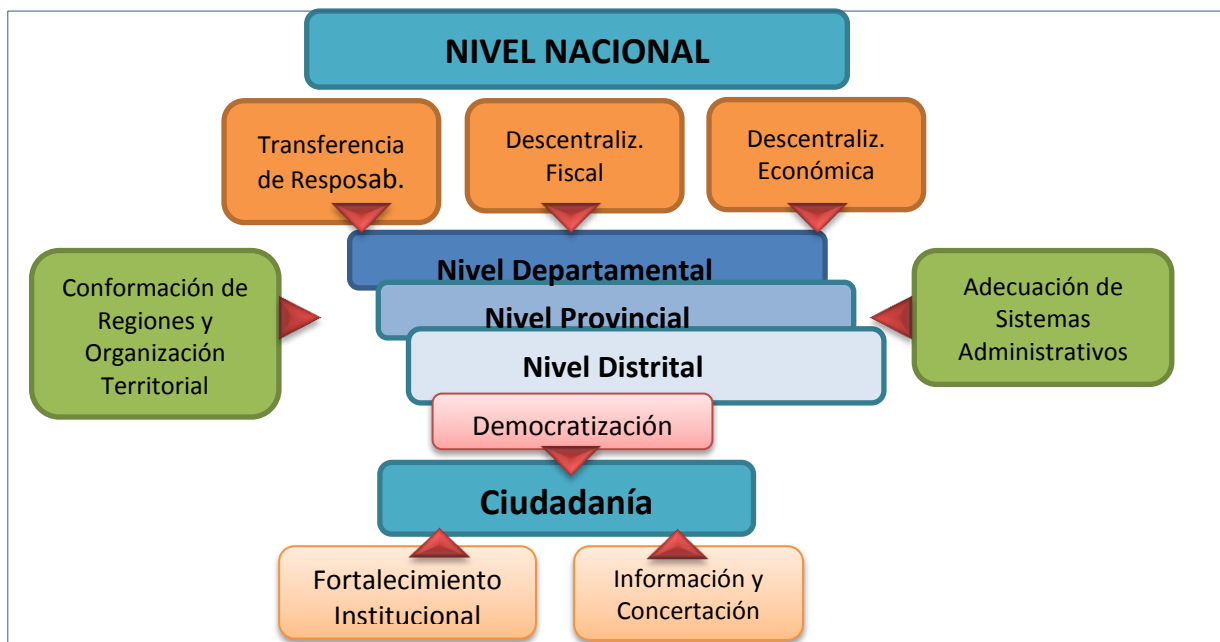 NIVEL NACIONAL
Transferencia
de Resposab.
Descentraliz.
Fiscal
Descentraliz.
Económica
Nivel Departamental
Nivel Provincial
Nivel Distrital
Conformación de
Regiones y
Organización
Territorial
Adecuación de
Sistemas
Administrativos
Democratización
Ciudadanía
Fortalecimiento
Institucional
Información y
Concertación